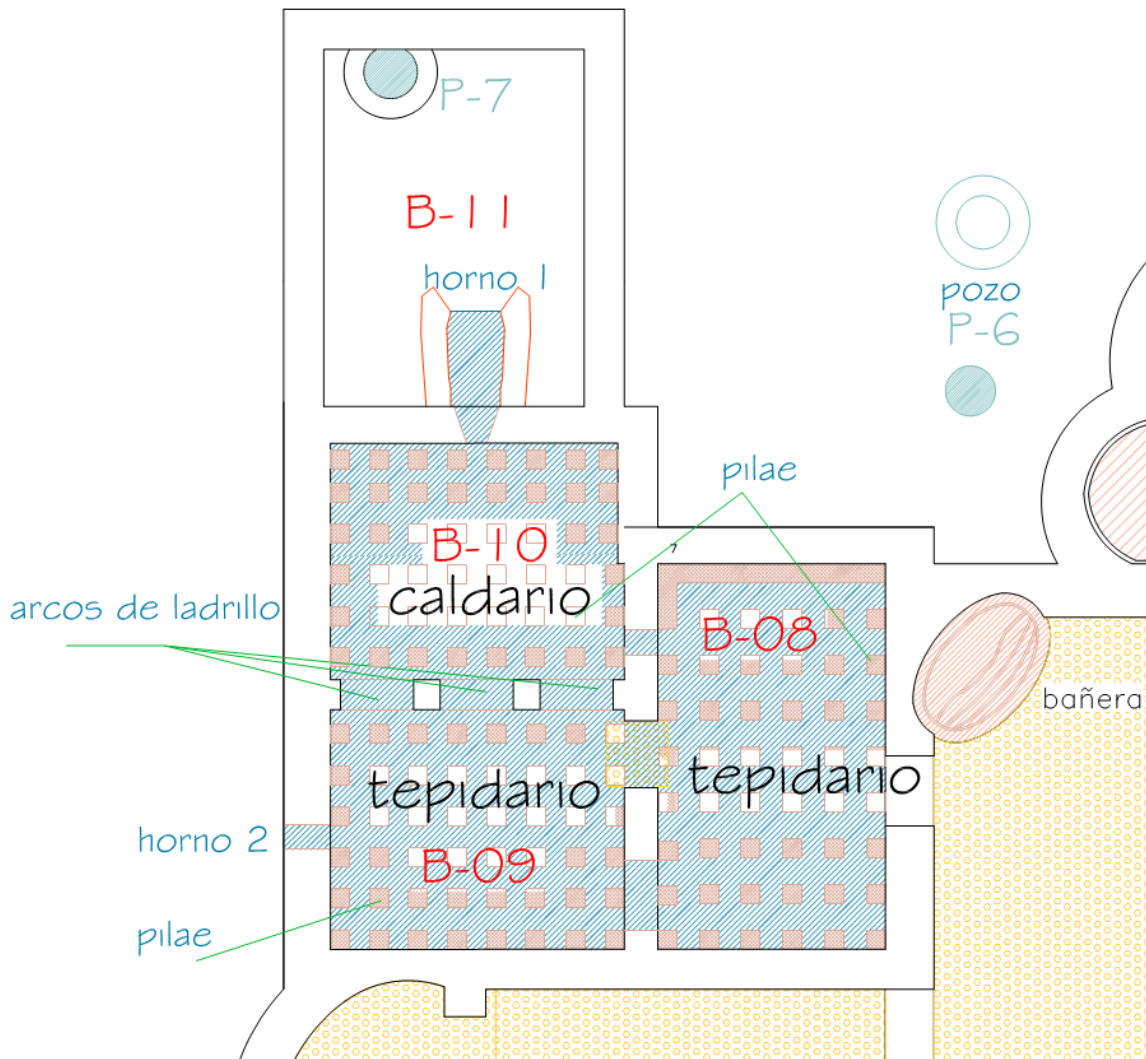 P-7
B-11
horno 1
pozo
P-6
pilae
B-10
caldario
arcos de ladrillo
B-08
bañera
tepidario
tepidario
horno 2
B-09
pilae